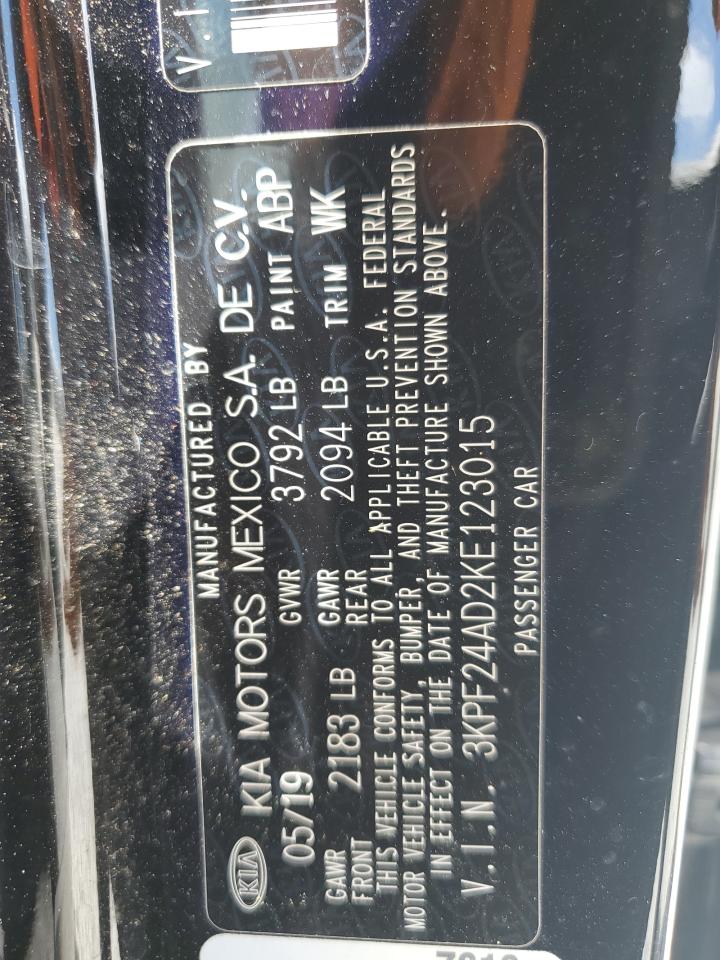 V.I
MANUFACTURED BY
KIA KIA MOTORS MEXICO S.A. DE C.V.
05/19 GVWR 3792 LB PAINT ABP
GAWR FRONT 2183 LB GAWR REAR 2094 LB TRIM WK
THIS VEHICLE CONFORMS TO ALL APPLICABLE U.S.A. FEDERAL
MOTOR VEHICLE SAFETY, BUMPER, AND THEFT PREVENTION STANDARDS
IN EFFECT ON THE DATE OF MANUFACTURE SHOWN ABOVE.
V.I.N. 3KPF24AD2KE123015
PASSENGER CAR